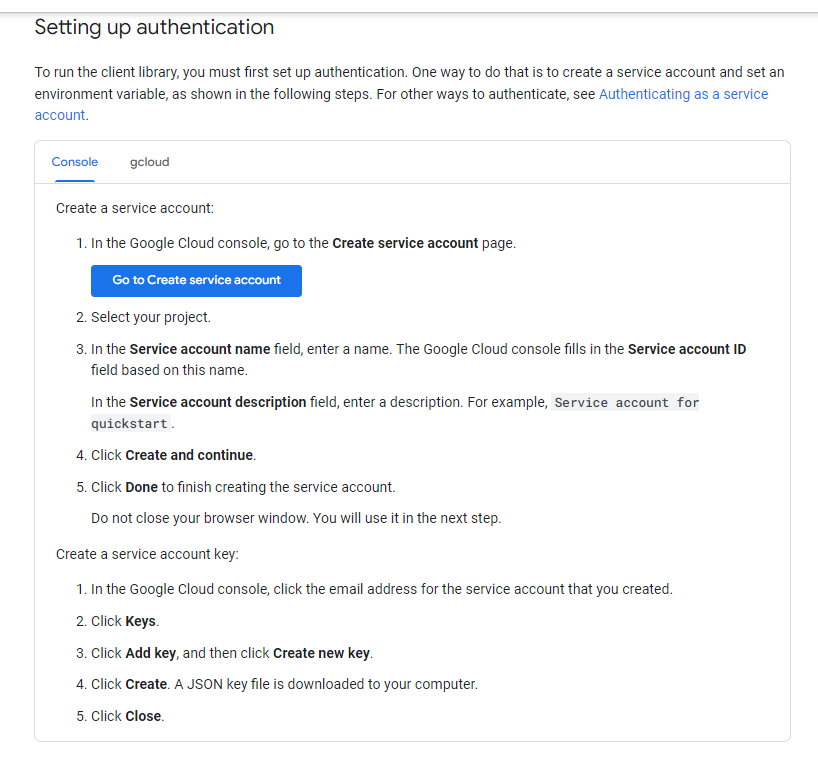 Setting up authentication
To run the client library, you must first set up authentication. One way to do that is to create a service account and set an
environment variable, as shown in the following steps. For other ways to authenticate, see Authenticating as a service
account.
Console gcloud
Create a service account:
1. In the Google Cloud console, go to the Create service account page.
Go to Create service account
2. Select your project.
3. In the Service account name field, enter a name. The Google Cloud console fills in the Service account ID
field based on this name.
In the Service account description field, enter a description. For example, Service account for
quickstart.
4. Click Create and continue.
5. Click Done to finish creating the service account.
Do not close your browser window. You will use it in the next step.
Create a service account key:
1. In the Google Cloud console, click the email address for the service account that you created.
2. Click Keys.
3. Click Add key, and then click Create new key.
4. Click Create. A JSON key file is downloaded to your computer.
5. Click Close.